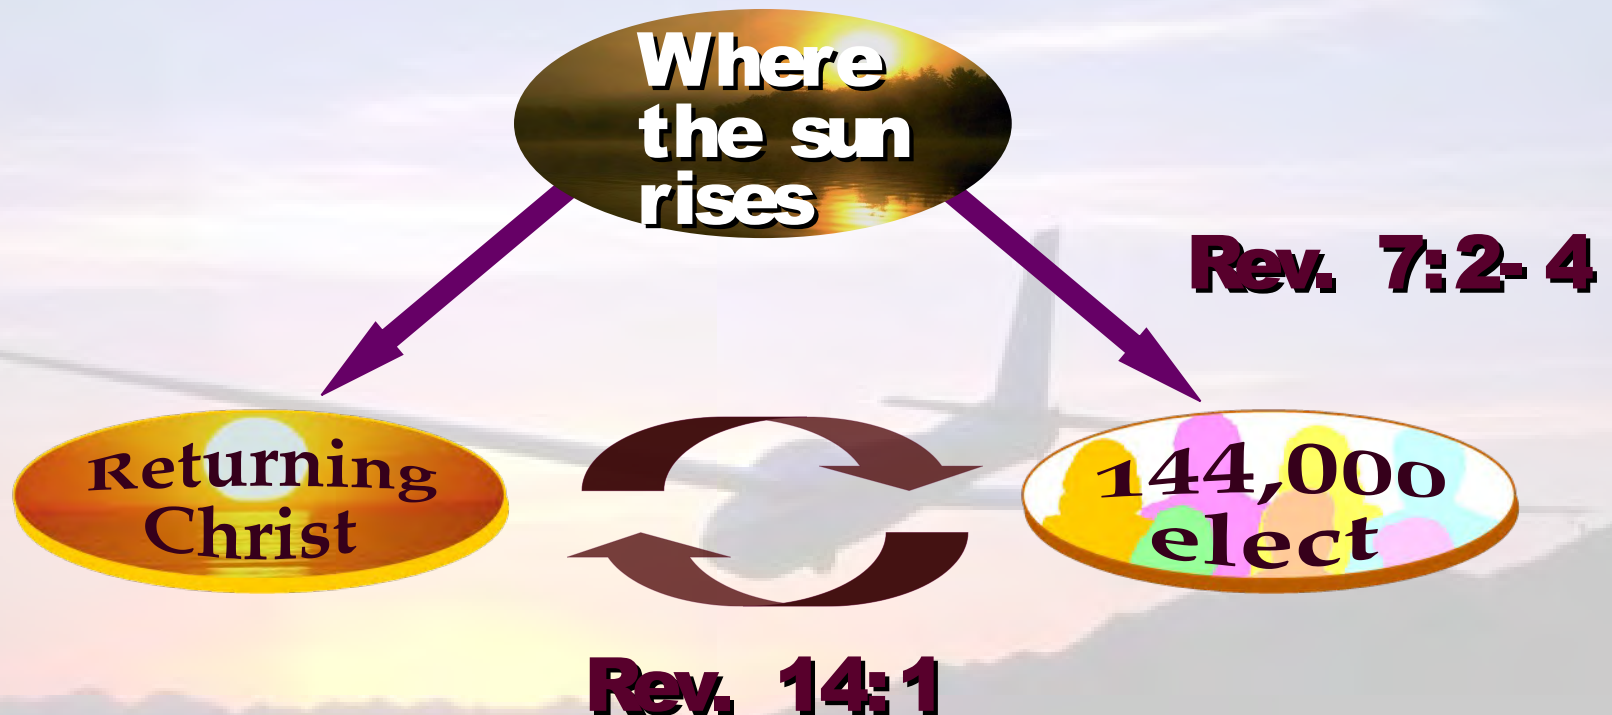 Where
the sun
rises
Rev. 7:2-4
Returning
Christ
144,000
elect
Rev. 14:1